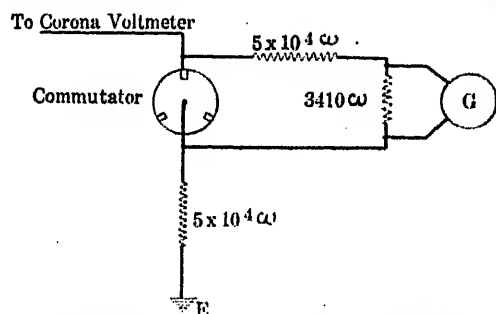 To Corona Voltmeter
5 x 10⁴ ω
Commutator
3410 ω
G
5 x 10⁴ ω
E